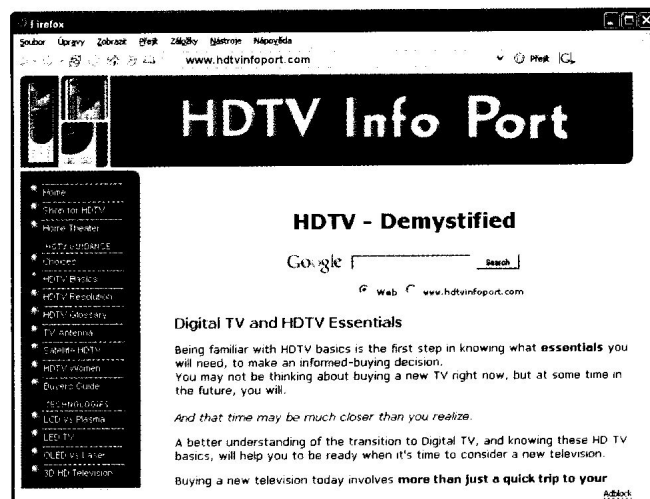 Firefox
Soubor Úpravy Zobrazit Přejít Záložky Nástroje Nápověda
www.hdtvinfoport.com Přejít
HDTV Info Port
Home
Shop for HDTV
Home Theater
HDTV GUIDANCE
Choices
HDTV Basics
HDTV Resolution
HDTV Glossary
TV Antenna
Satellite HDTV
HDTV Women
Buyers Guide
TECHNOLOGIES
LCD vs Plasma
LED TV
OLED vs Laser
3D HD Television
HDTV - Demystified
Google Search
Web www.hdtvinfoport.com
Digital TV and HDTV Essentials
Being familiar with HDTV basics is the first step in knowing what essentials you
will need, to make an informed-buying decision.
You may not be thinking about buying a new TV right now, but at some time in
the future, you will.
And that time may be much closer than you realize.
A better understanding of the transition to Digital TV, and knowing these HD TV
basics, will help you to be ready when it's time to consider a new television.
Buying a new television today involves more than just a quick trip to your
Adblock